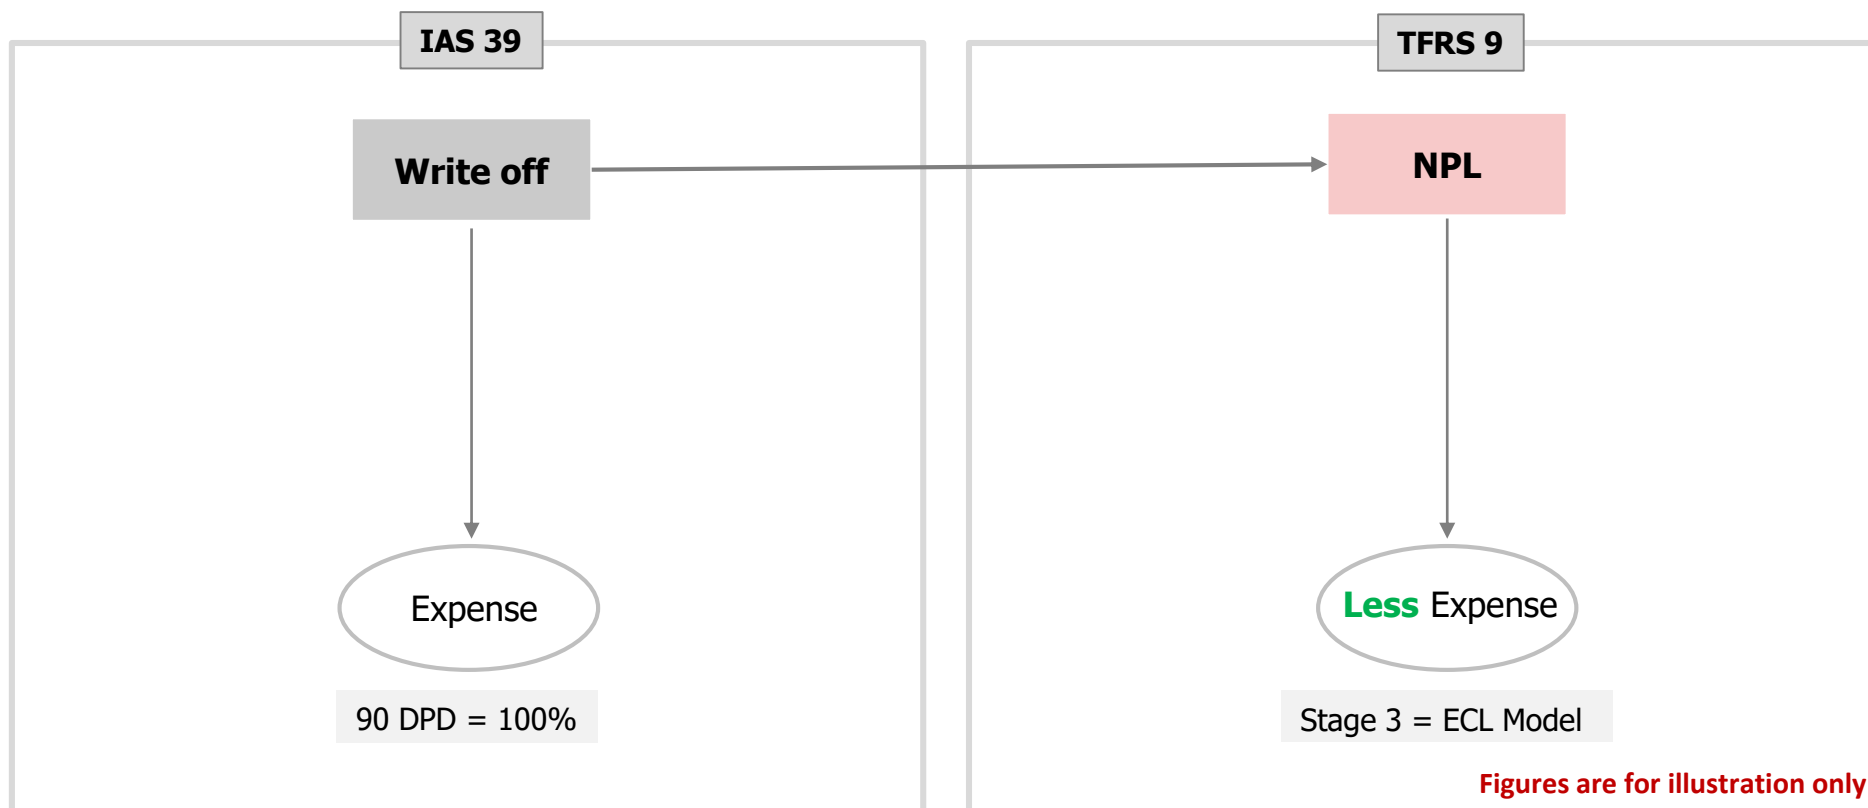 IAS 39
TFRS 9
Write off
NPL
Expense
Less Expense
90 DPD = 100%
Stage 3 = ECL Model
Figures are for illustration only